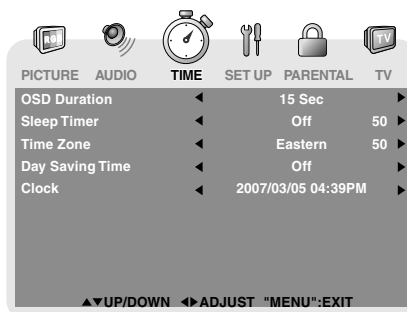 RGB TV
PICTURE AUDIO TIME SET UP PARENTAL TV
OSD Duration 15 Sec
Sleep Timer Off 50
Time Zone Eastern 50
Day Saving Time Off
Clock 2007/03/05 04:39PM
▲▼UP/DOWN ◀▶ADJUST "MENU":EXIT